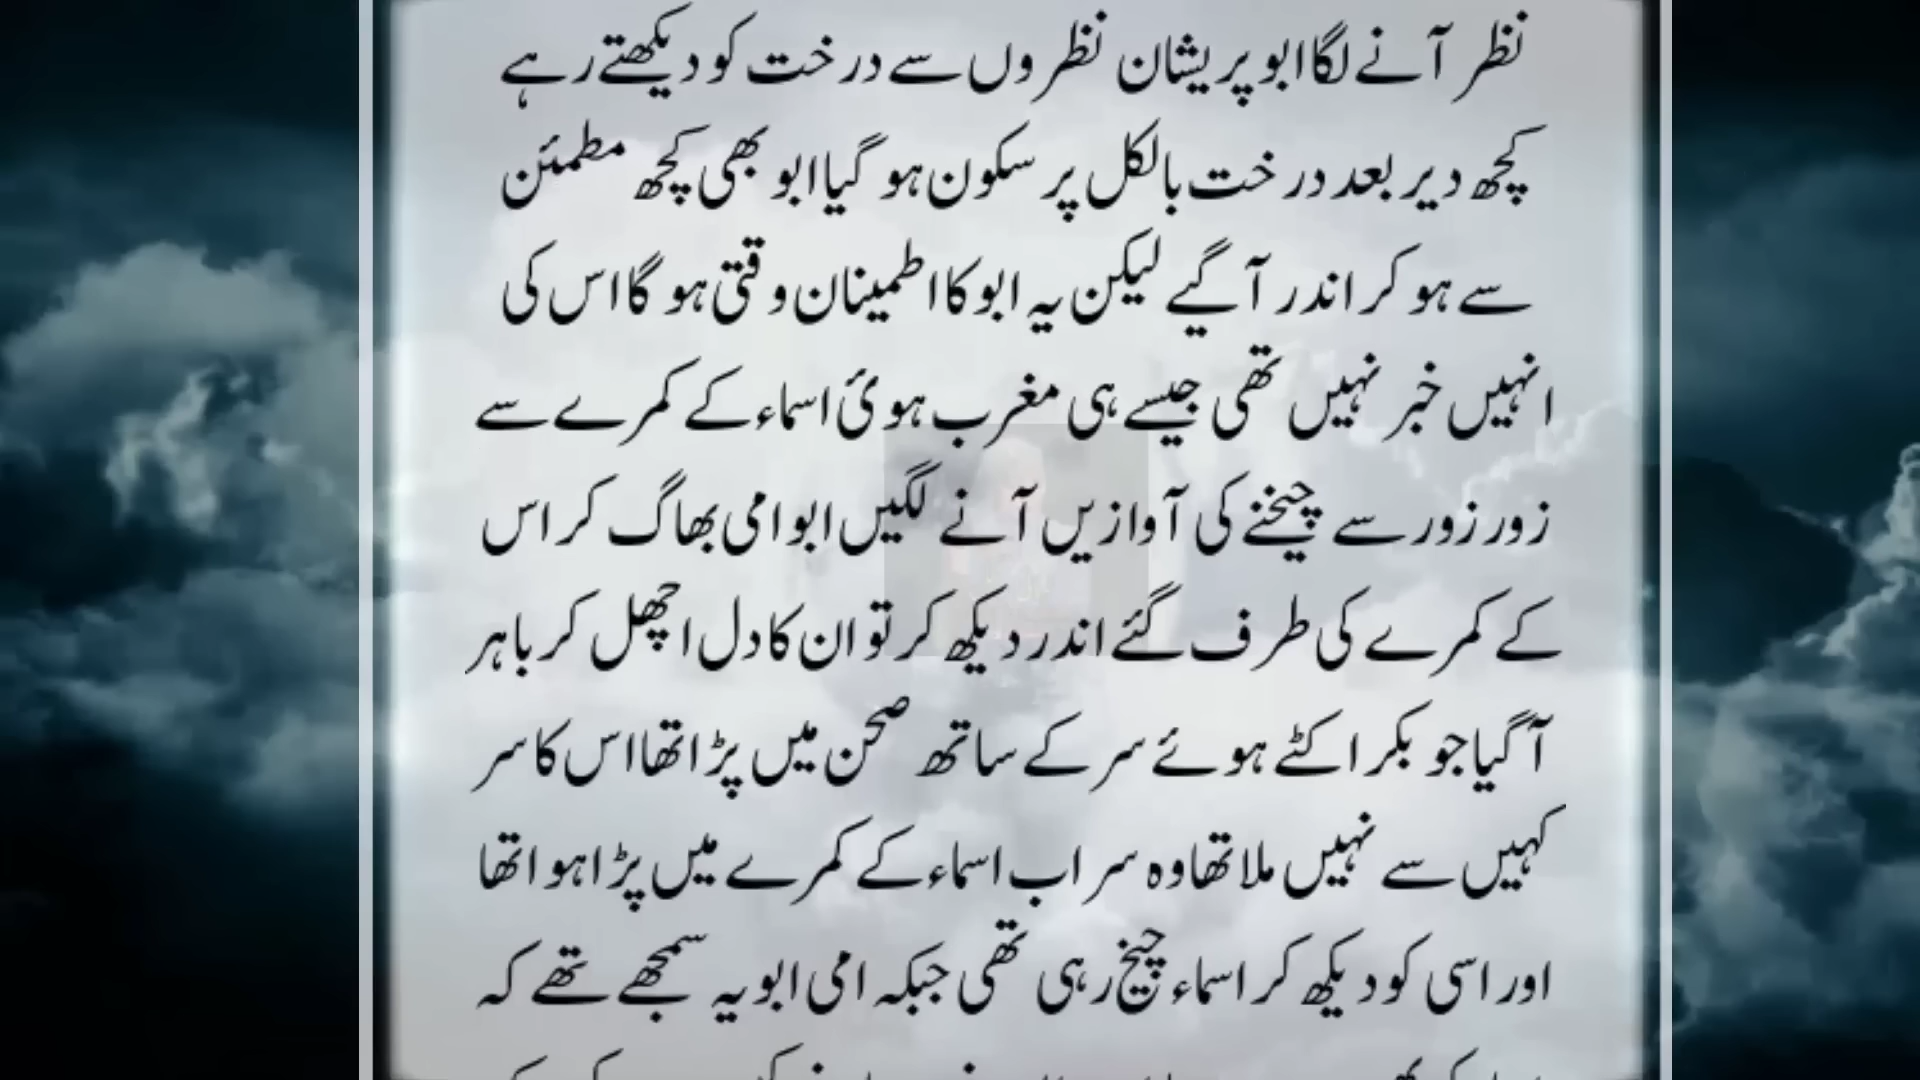 نظر آنے لگا ابو پریشان نظروں سے درخت کو دیکھتے رہے
کچھ دیر بعد درخت بالکل پر سکون ہو گیا ابو بھی کچھ مطمئن
سے ہو کر اندر آ گیے لیکن یہ ابو کا اطمینان وقتی ہو گا اس کی
انہیں خبر نہیں تھی جیسے ہی مغرب ہوئ اسماء کے کمرے سے
زور زور سے چیخنے کی آوازیں آنے لگیں ابو امی بھاگ کر اس
کے کمرے کی طرف گئے اندر دیکھ کر تو ان کا دل اچھل کر باہر
آ گیا جو بکرا کٹے ہوئے سر کے ساتھ صحن میں پڑا تھا اس کا سر
کہیں سے نہیں ملا تھا وہ سر اب اسماء کے کمرے میں پڑا ہوا تھا
اور اسی کو دیکھ کر اسماء چیخ رہی تھی جبکہ امی ابو یہ سمجھے تھے کہ